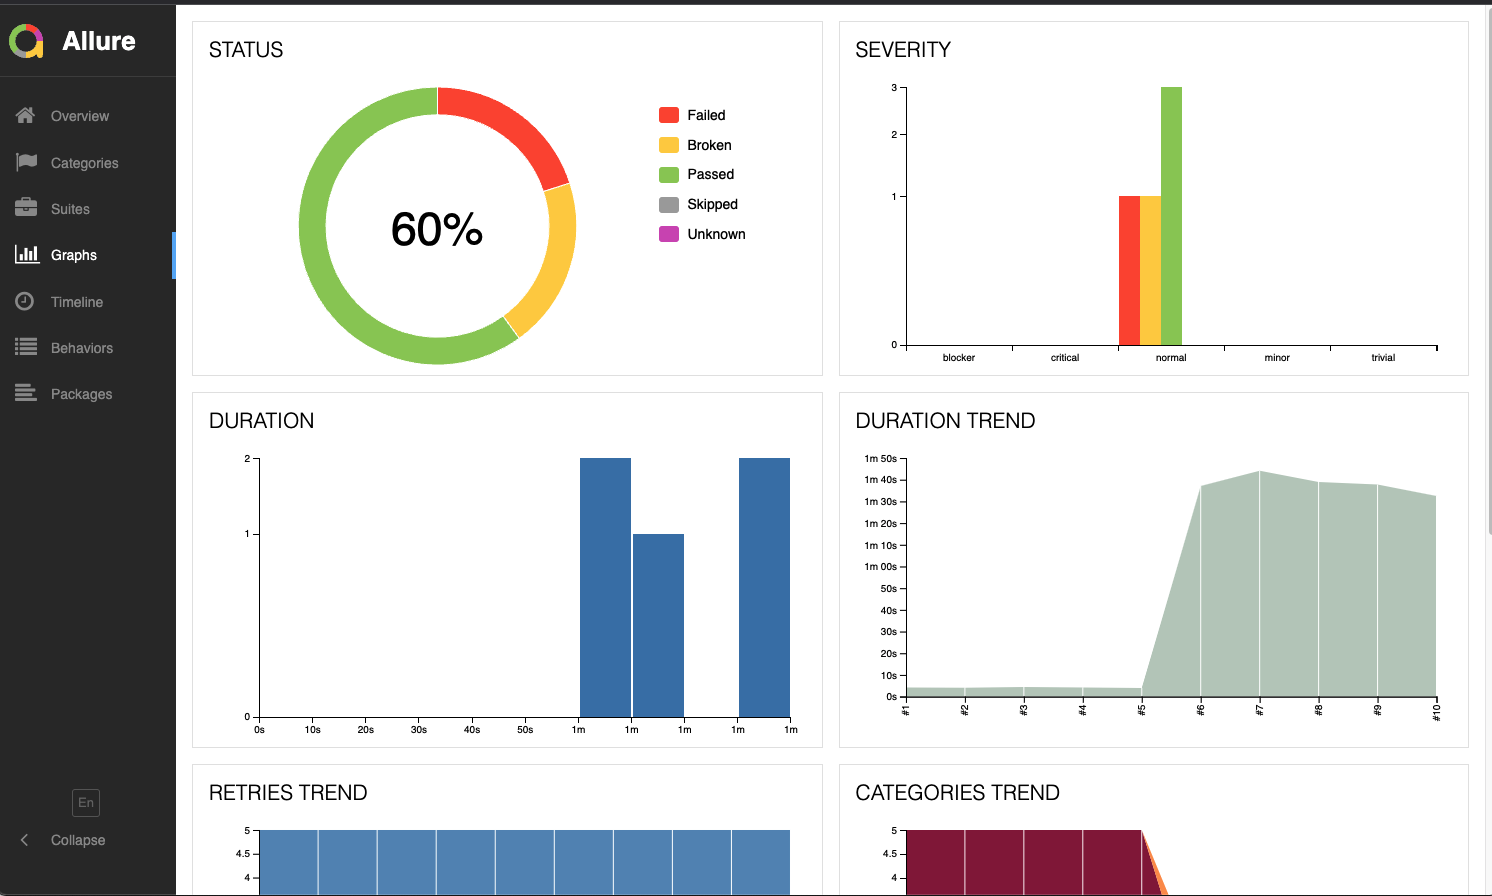 Allure
Overview
Categories
Suites
Graphs
Timeline
Behaviors
Packages
En
Collapse
STATUS
60%
Failed
Broken
Passed
Skipped
Unknown
SEVERITY
3
2
1
0
blocker critical normal minor trivial
DURATION
2
1
0
0s 10s 20s 30s 40s 50s 1m 1m 1m 1m 1m
DURATION TREND
1m 50s
1m 40s
1m 30s
1m 20s
1m 10s
1m 00s
50s
40s
30s
20s
10s
0s
#1 #2 #3 #4 #5 #6 #7 #8 #9 #10
RETRIES TREND
5
4.5
4
CATEGORIES TREND
5
4.5
4